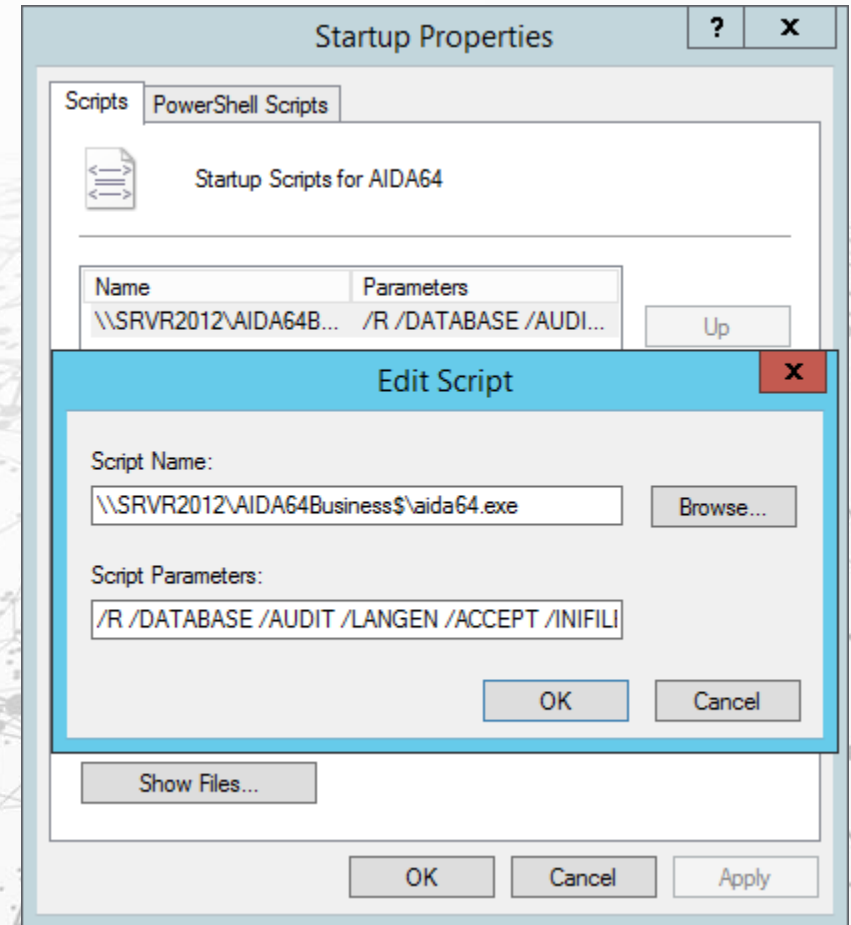 Startup Properties
? x
Scripts PowerShell Scripts
Startup Scripts for AIDA64
Name Parameters
\\SRVR2012\AIDA64B... /R /DATABASE /AUDI...
Up
Edit Script x
Script Name:
\\SRVR2012\AIDA64Business$\aida64.exe Browse...
Script Parameters:
/R /DATABASE /AUDIT /LANGEN /ACCEPT /INIFIL
OK Cancel
Show Files...
OK Cancel Apply